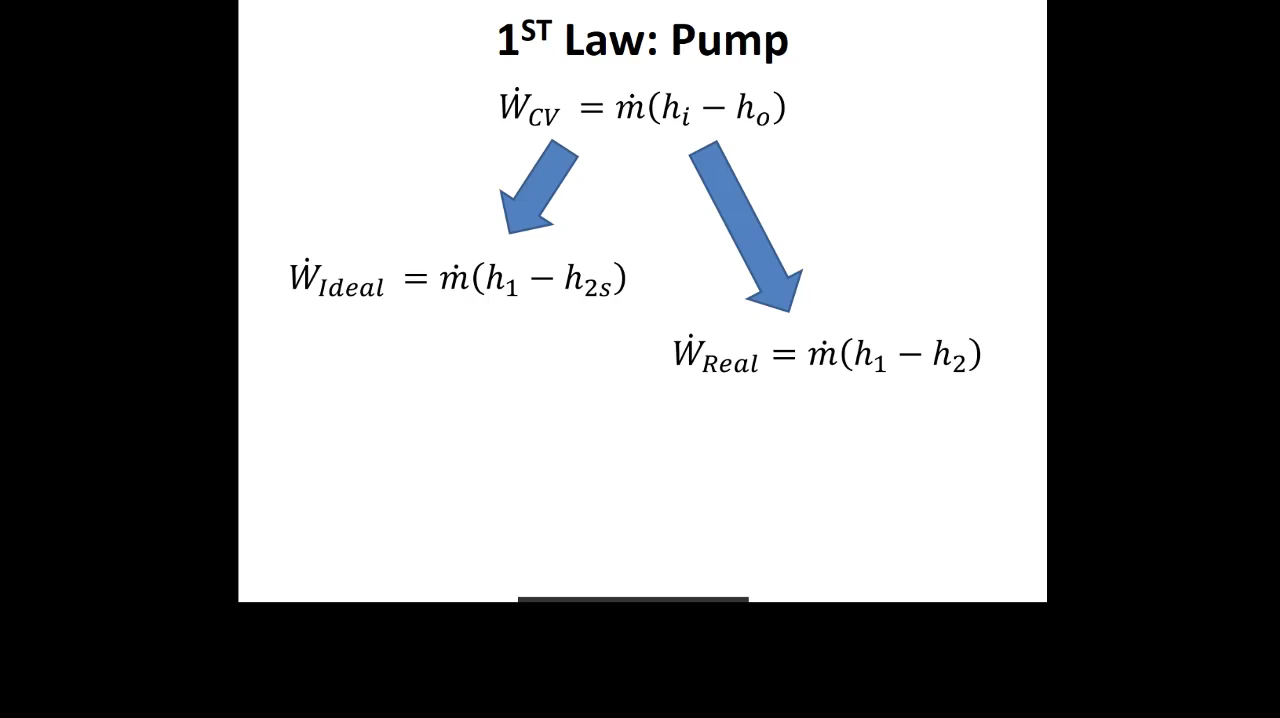 1ST Law: Pump
Ẇ_CV = ṁ(h_i − h_o)
Ẇ_Ideal = ṁ(h_1 − h_2s)
Ẇ_Real = ṁ(h_1 − h_2)